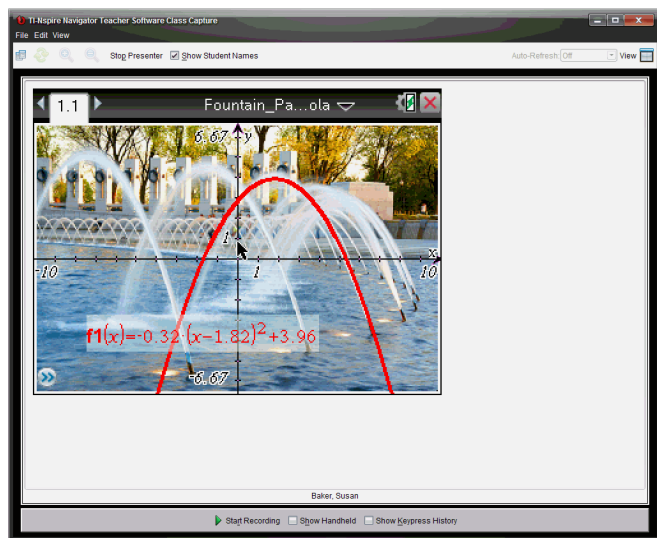 TI-Nspire Navigator Teacher Software Class Capture
File Edit View
Stop Presenter Show Student Names Auto-Refresh: Off View
1.1 Fountain_Pa...ola
6.67 y
1
x
-10 1 10
f1(x)=-0.32·(x-1.82)²+3.96
-6.67
Baker, Susan
Start Recording Show Handheld Show Keypress History